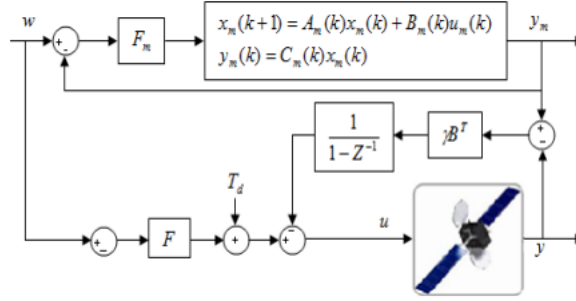 w
F_m
x_m(k+1) = A_m(k)x_m(k) + B_m(k)u_m(k)
y_m(k) = C_m(k)x_m(k)
y_m
+ -
1
1 - Z^{-1}
γB^T
+ -
T_d
+ -
F
+
-
u
y